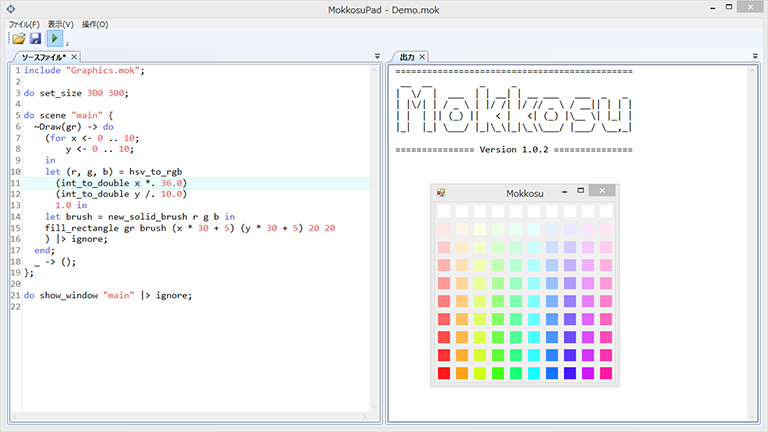 MokkosuPad - Demo.mok
ファイル(F) 表示(V) 操作(O)
ソースファイル*
出力
1 include "Graphics.mok";
2
3 do set_size 300 300;
4
5 do scene "main" {
6 ~Draw(gr) -> do
7 (for x <- 0 .. 10;
8 y <- 0 .. 10;
9 in
10 let (r, g, b) = hsv_to_rgb
11 (int_to_double x *. 36.0)
12 (int_to_double y /. 10.0)
13 1.0 in
14 let brush = new_solid_brush r g b in
15 fill_rectangle gr brush (x * 30 + 5) (y * 30 + 5) 20 20
16 ) |> ignore;
17 end;
18 _ -> ();
19 };
20
21 do show_window "main" |> ignore;
22
Mokkosu
=============== Version 1.0.2 ===============
Mokkosu